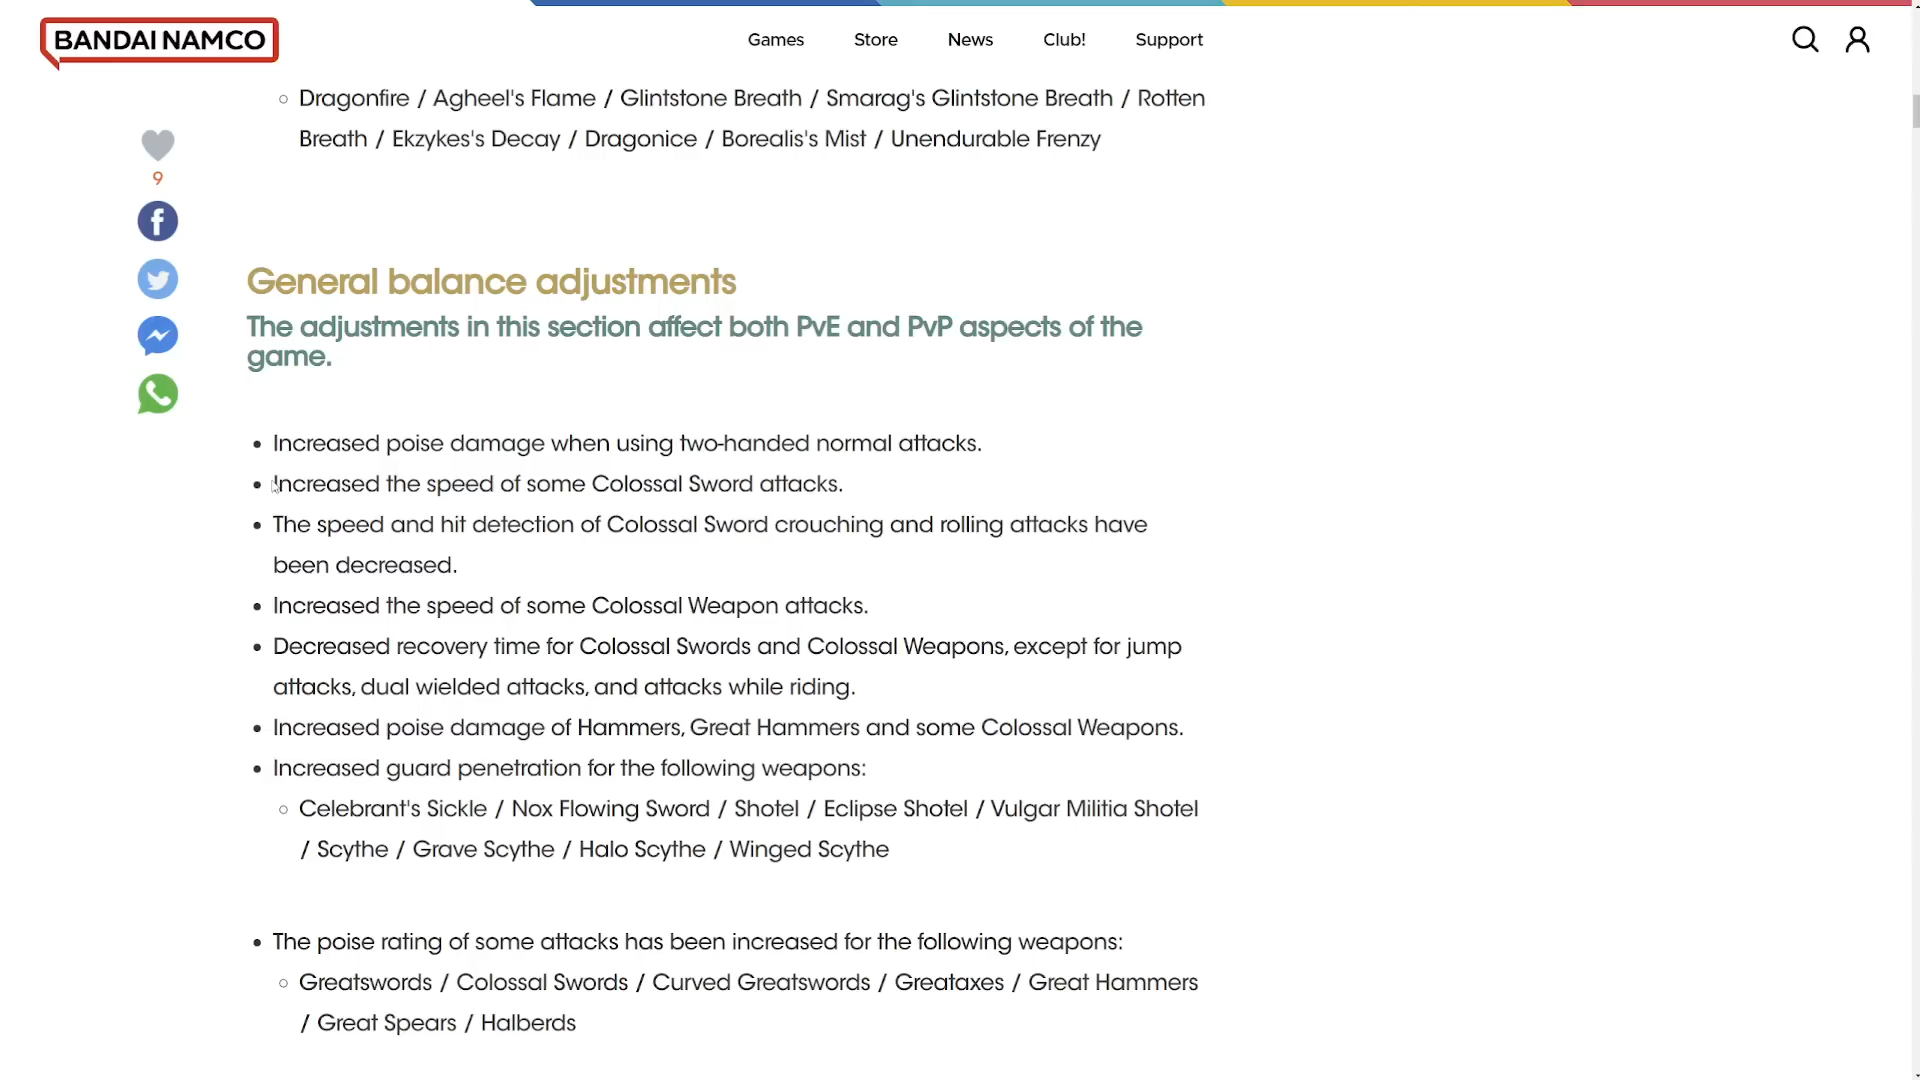 BANDAI NAMCO
Games Store News Club! Support
Dragonfire / Agheel's Flame / Glintstone Breath / Smarag's Glintstone Breath / Rotten
Breath / Ekzykes's Decay / Dragonice / Borealis's Mist / Unendurable Frenzy
9
General balance adjustments
The adjustments in this section affect both PvE and PvP aspects of the
game.
Increased poise damage when using two-handed normal attacks.
Increased the speed of some Colossal Sword attacks.
The speed and hit detection of Colossal Sword crouching and rolling attacks have
been decreased.
Increased the speed of some Colossal Weapon attacks.
Decreased recovery time for Colossal Swords and Colossal Weapons, except for jump
attacks, dual wielded attacks, and attacks while riding.
Increased poise damage of Hammers, Great Hammers and some Colossal Weapons.
Increased guard penetration for the following weapons:
Celebrant's Sickle / Nox Flowing Sword / Shotel / Eclipse Shotel / Vulgar Militia Shotel
/ Scythe / Grave Scythe / Halo Scythe / Winged Scythe
The poise rating of some attacks has been increased for the following weapons:
Greatswords / Colossal Swords / Curved Greatswords / Greataxes / Great Hammers
/ Great Spears / Halberds